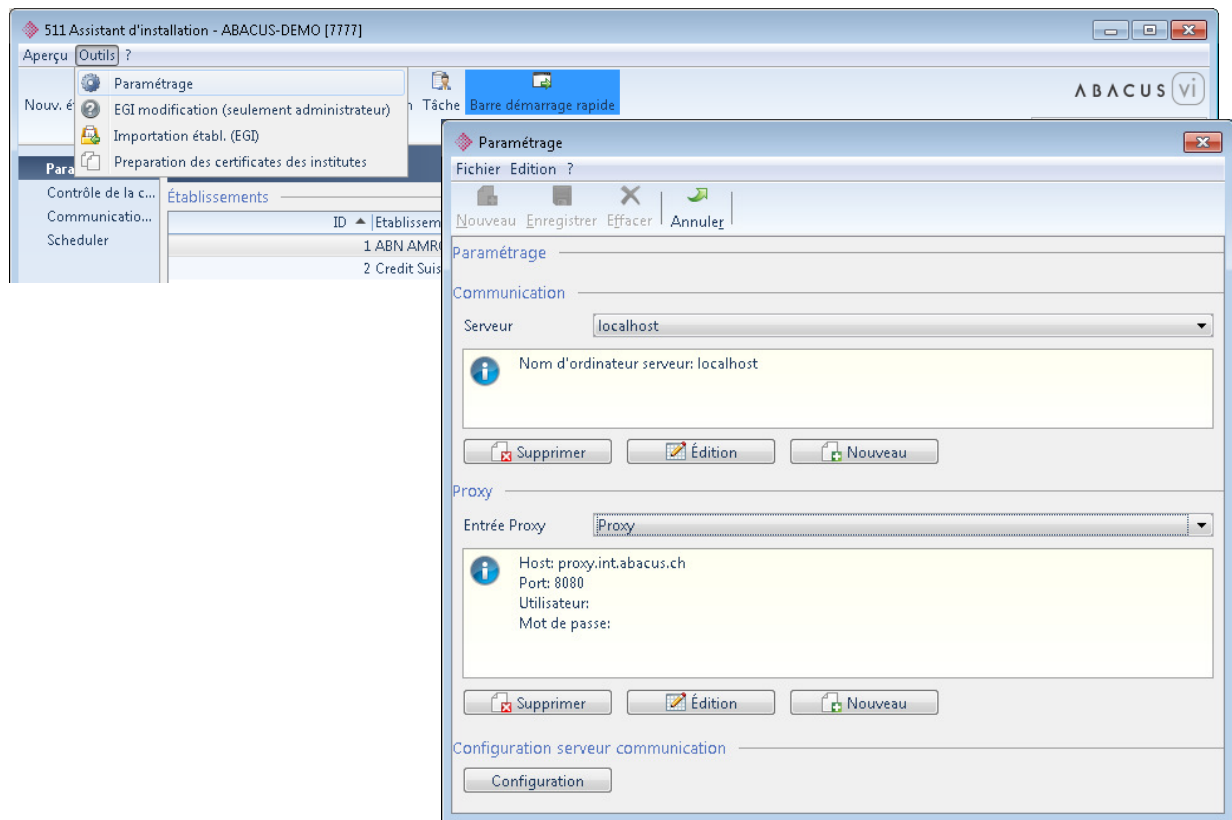 511 Assistant d'installation - ABACUS-DEMO [7777]
Aperçu Outils ?
Nouv. é
Tâche Barre démarrage rapide
ABACUS vi
Paramétrage
EGI modification (seulement administrateur)
Importation établ. (EGI)
Preparation des certificates des institutes
Para
Contrôle de la c...
Communicatio...
Scheduler
Établissements
ID Etablissem
1 ABN AMR
2 Credit Suis
Paramétrage
Fichier Edition ?
Nouveau Enregistrer Effacer Annuler
Paramétrage
Communication
Serveur localhost
Nom d'ordinateur serveur: localhost
Supprimer Édition Nouveau
Proxy
Entrée Proxy Proxy
Host: proxy.int.abacus.ch
Port: 8080
Utilisateur:
Mot de passe:
Supprimer Édition Nouveau
Configuration serveur communication
Configuration